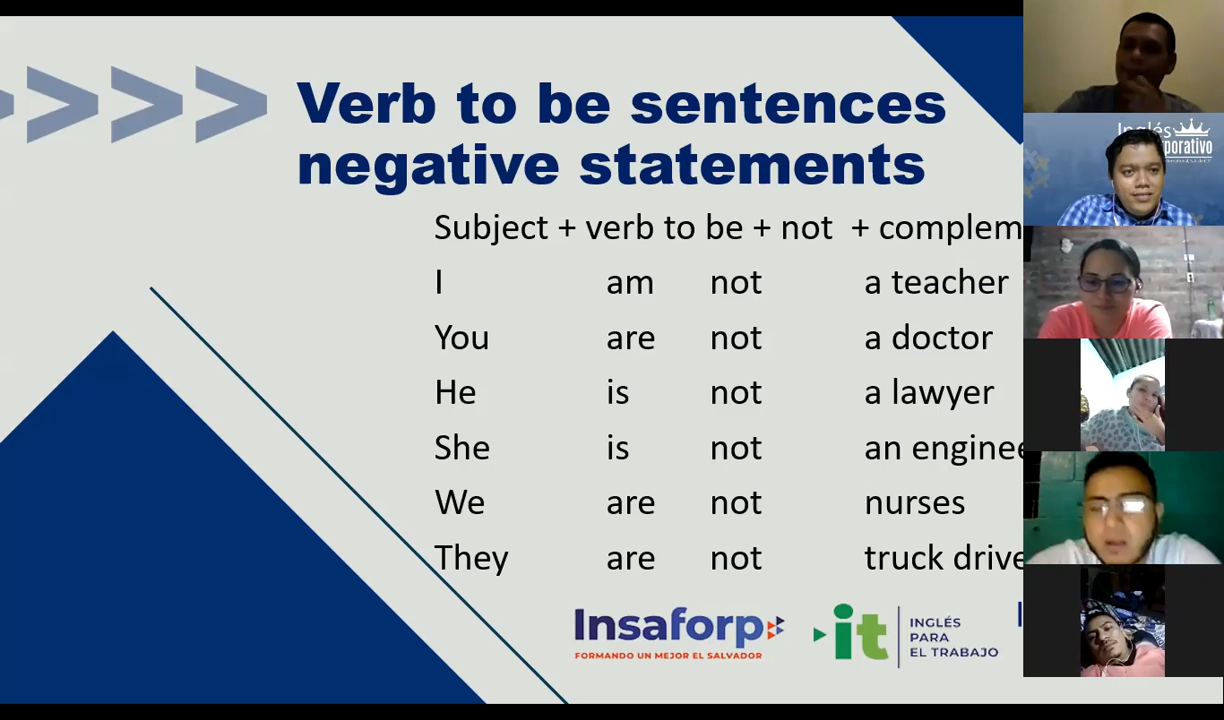 Verb to be sentences
negative statements
Subject + verb to be + not + complem
I am not a teacher
You are not a doctor
He is not a lawyer
She is not an enginee
We are not nurses
They are not truck drive
Insaforp
FORMANDO UN MEJOR EL SALVADOR
it
INGLÉS
PARA
EL TRABAJO
Inglés
porativo